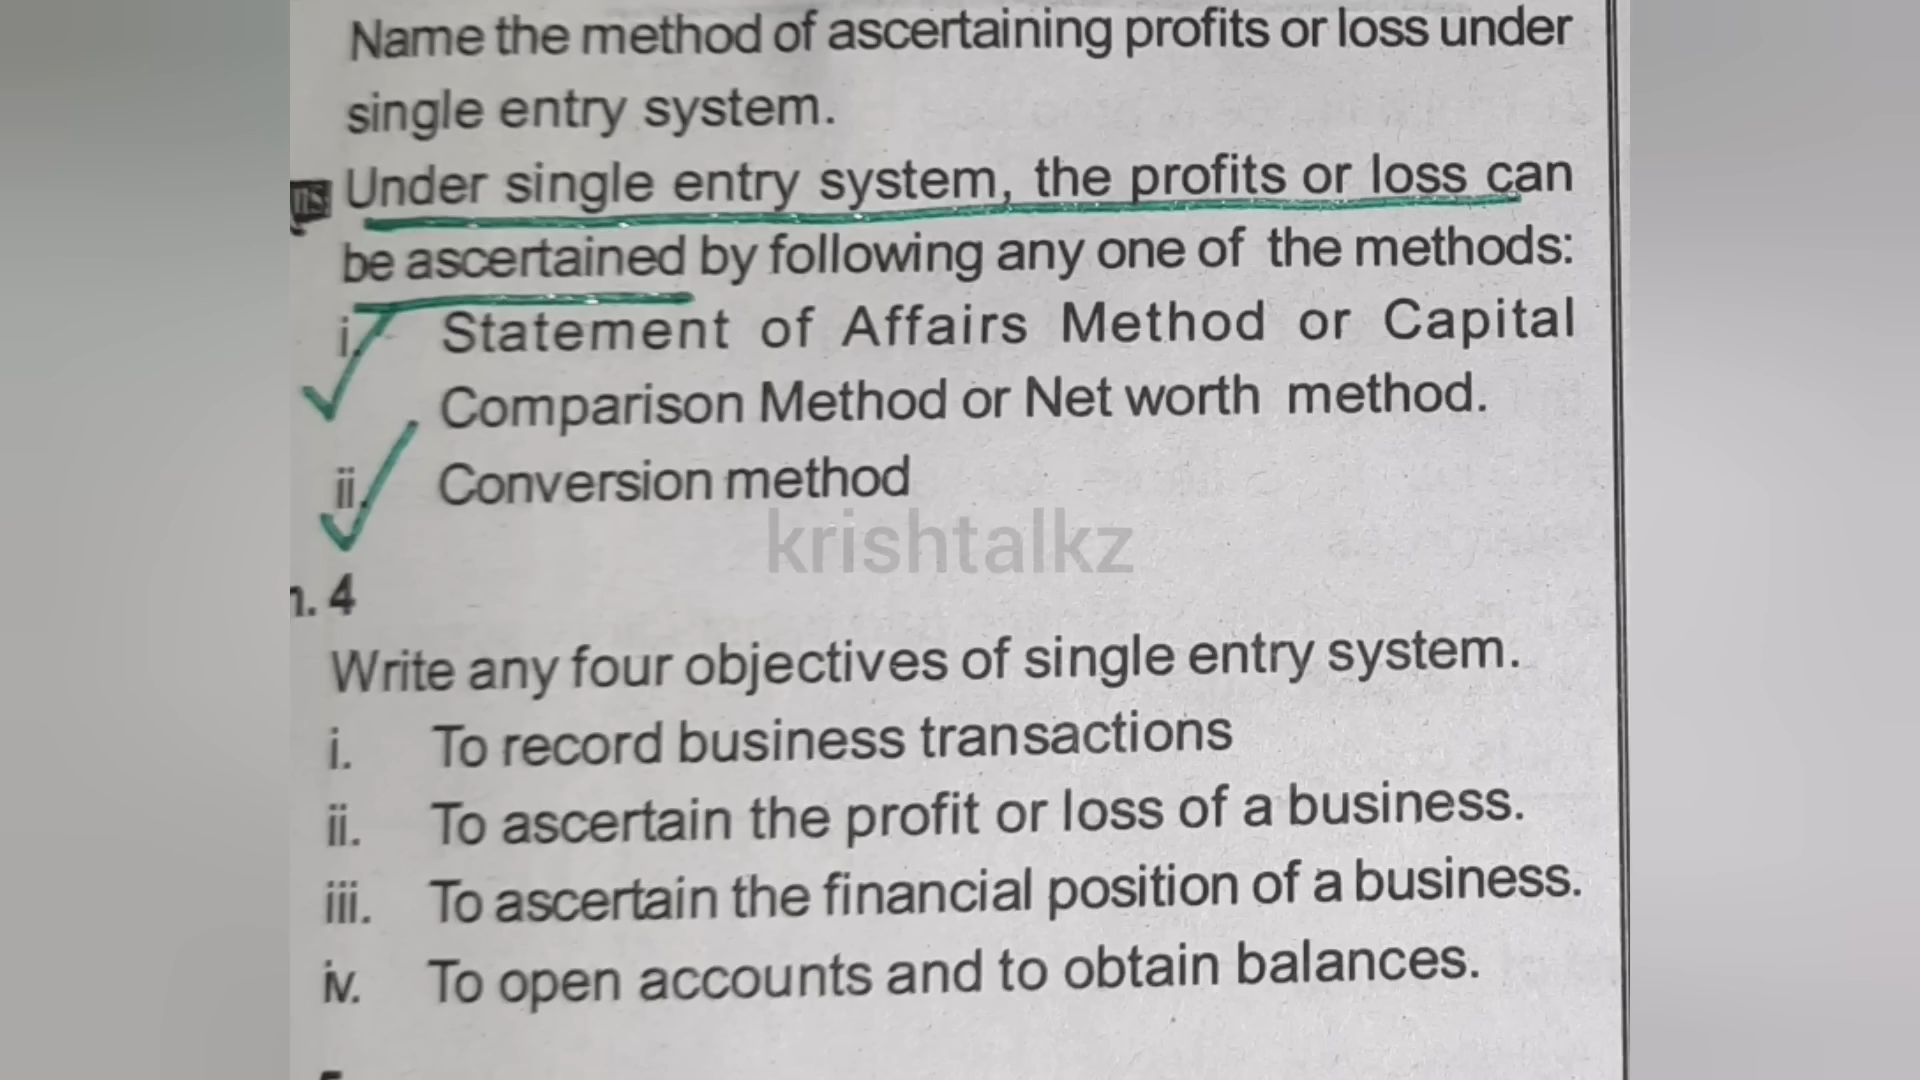 Name the method of ascertaining profits or loss under
single entry system.
Under single entry system, the profits or loss can
be ascertained by following any one of the methods:
i. Statement of Affairs Method or Capital
Comparison Method or Net worth method.
ii. Conversion method
krishtalkz
n. 4
Write any four objectives of single entry system.
i. To record business transactions
ii. To ascertain the profit or loss of a business.
iii. To ascertain the financial position of a business.
iv. To open accounts and to obtain balances.